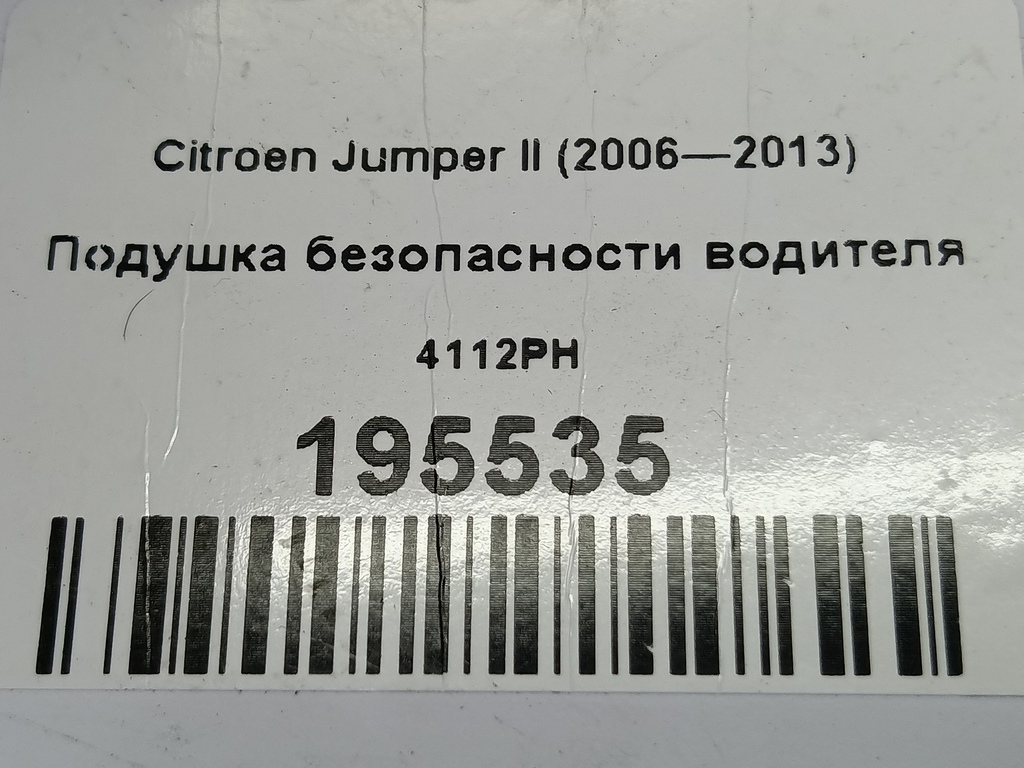 Citroen Jumper II (2006—2013)
Подушка безопасности водителя
4112PH
195535